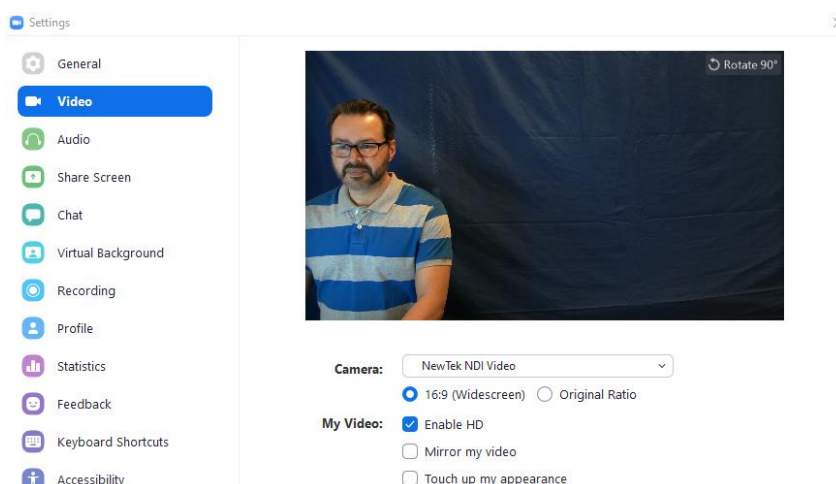 Settings
General
Video
Audio
Share Screen
Chat
Virtual Background
Recording
Profile
Statistics
Feedback
Keyboard Shortcuts
Accessibility
Rotate 90°
Camera: NewTek NDI Video
16:9 (Widescreen) Original Ratio
My Video: Enable HD
Mirror my video
Touch up my appearance